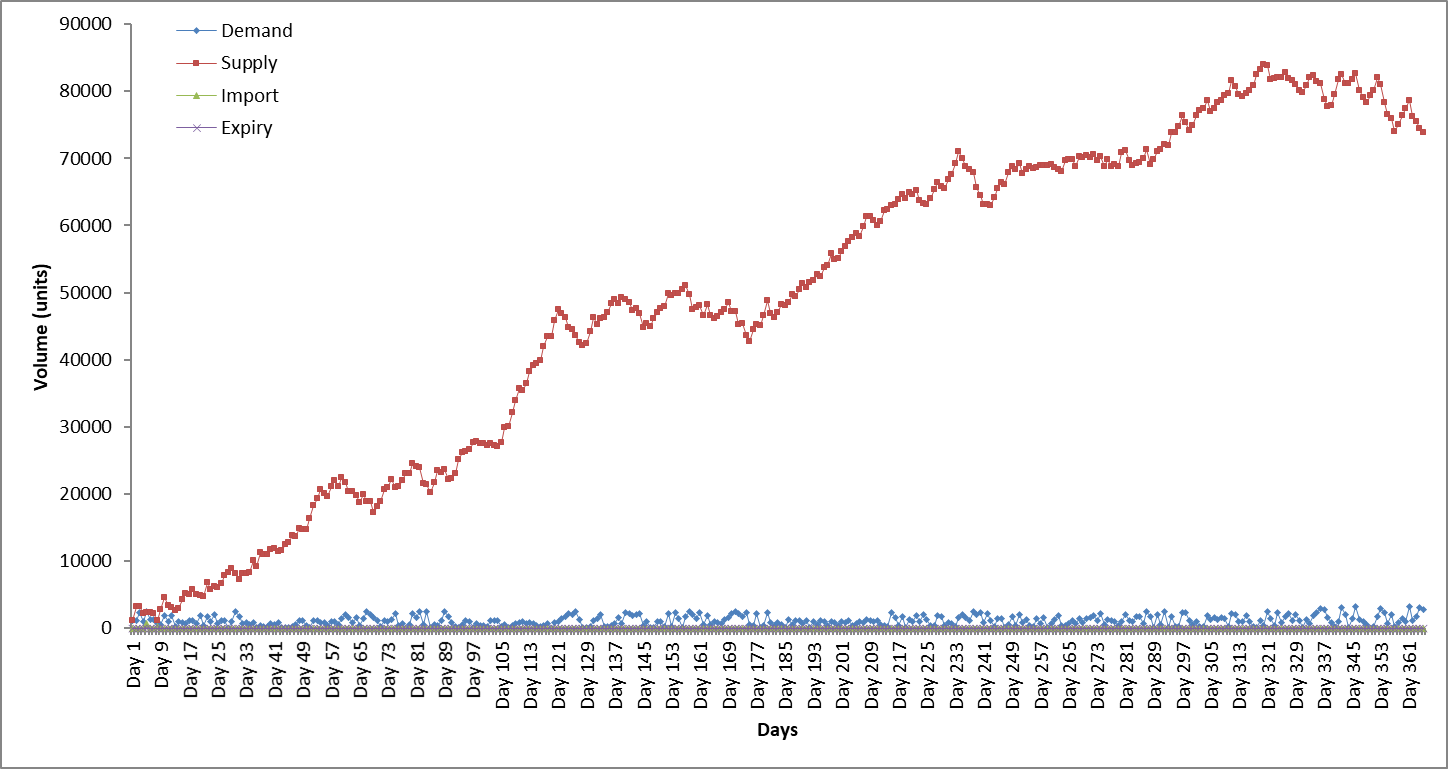 90000
80000
70000
60000
50000
40000
30000
20000
10000
0
Volume (units)
Demand
Supply
Import
Expiry
Day 1
Day 9
Day 17
Day 25
Day 33
Day 41
Day 49
Day 57
Day 65
Day 73
Day 81
Day 89
Day 97
Day 105
Day 113
Day 121
Day 129
Day 137
Day 145
Day 153
Day 161
Day 169
Day 177
Day 185
Day 193
Day 201
Day 209
Day 217
Day 225
Day 233
Day 241
Day 249
Day 257
Day 265
Day 273
Day 281
Day 289
Day 297
Day 305
Day 313
Day 321
Day 329
Day 337
Day 345
Day 353
Day 361
Days